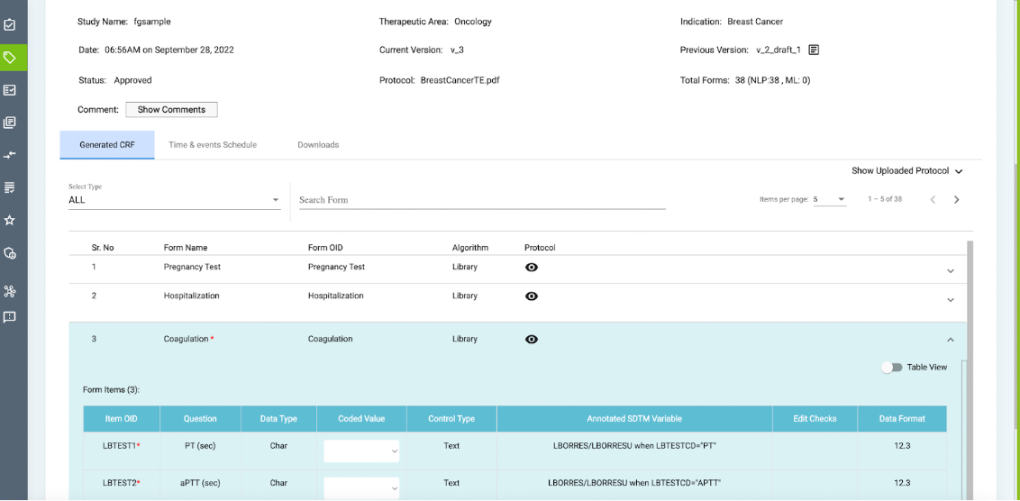 Study Name: fgsample Therapeutic Area: Oncology Indication: Breast Cancer
Date: 06:56AM on September 28, 2022 Current Version: v_3 Previous Version: v_2_draft_1
Status: Approved Protocol: BreastCancerTE.pdf Total Forms: 38 (NLP:38 , ML: 0)
Comment: Show Comments
Generated CRF Time & events Schedule Downloads
Show Uploaded Protocol
Select Type
ALL Search Form Items per page: 5 1 – 5 of 38
Sr. No Form Name Form OID Algorithm Protocol
1 Pregnancy Test Pregnancy Test Library
2 Hospitalization Hospitalization Library
3 Coagulation * Coagulation Library
Table View
Form Items (3):
Item OID Question Data Type Coded Value Control Type Annotated SDTM Variable Edit Checks Data Format
LBTEST1* PT (sec) Char Text LBORRES/LBORRESU when LBTESTCD="PT" 12.3
LBTEST2* aPTT (sec) Char Text LBORRES/LBORRESU when LBTESTCD="APTT" 12.3